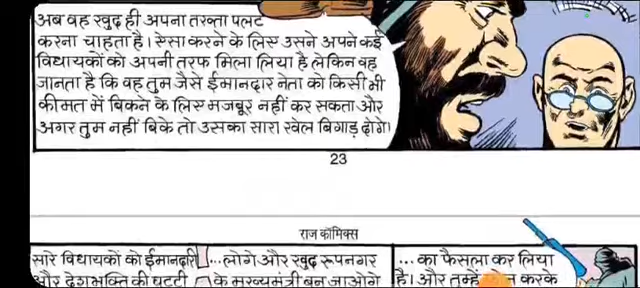 अब वह खुद ही अपना तख्ता पलट
करना चाहता है। ऐसा करने के लिए उसने अपने कई
विधायकों को अपनी तरफ मिला लिया है लेकिन वह
जानता है कि वह तुम जैसे ईमानदार नेता को किसी भी
कीमत में बिकने के लिए मजबूर नहीं कर सकता और
अगर तुम नहीं बिके तो उसका सारा खेल बिगाड़ दोगे।
23
राज कॉमिक्स
सारे विधायकों को ईमानदारी
और देशभक्ति की घुट्टी
...लोगे और खुद रूपनगर
के मुख्यमंत्री बन जाओगे
...का फैसला कर लिया
है। और तुम्हें करके